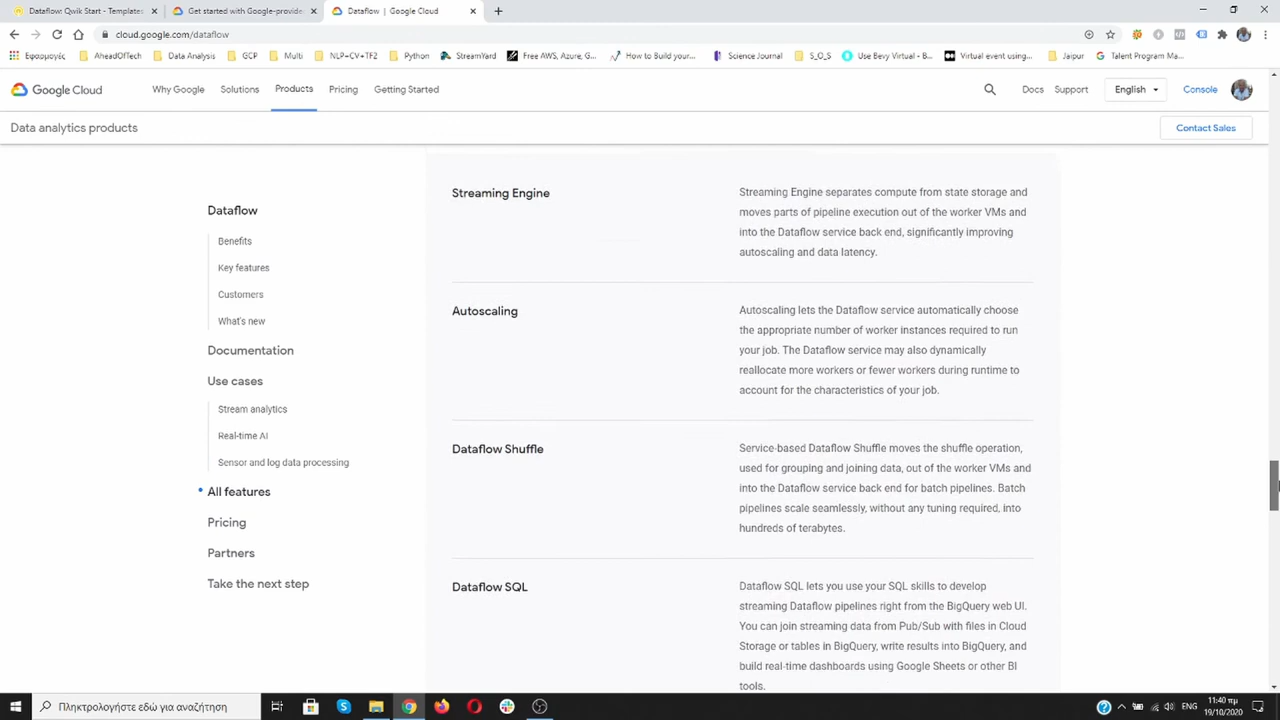 Dataflow: Qwik Start - Templates
Get started with Google-provide
Dataflow | Google Cloud
cloud.google.com/dataflow
Εφαρμογές
AheadOfTech
Data Analysis
GCP
Multi
NLP+CV+TF2
Python
StreamYard
Free AWS, Azure, G...
How to Build your...
Science Journal
S_O_S
Use Bevy Virtual - B...
Virtual event using...
Jaipur
Talent Program Ma...
Google Cloud
Why Google
Solutions
Products
Pricing
Getting Started
Docs
Support
English
Console
Data analytics products
Contact Sales
Dataflow
Benefits
Key features
Customers
What's new
Documentation
Use cases
Stream analytics
Real-time AI
Sensor and log data processing
All features
Pricing
Partners
Take the next step
Streaming Engine
Streaming Engine separates compute from state storage and
moves parts of pipeline execution out of the worker VMs and
into the Dataflow service back end, significantly improving
autoscaling and data latency.
Autoscaling
Autoscaling lets the Dataflow service automatically choose
the appropriate number of worker instances required to run
your job. The Dataflow service may also dynamically
reallocate more workers or fewer workers during runtime to
account for the characteristics of your job.
Dataflow Shuffle
Service-based Dataflow Shuffle moves the shuffle operation,
used for grouping and joining data, out of the worker VMs and
into the Dataflow service back end for batch pipelines. Batch
pipelines scale seamlessly, without any tuning required, into
hundreds of terabytes.
Dataflow SQL
Dataflow SQL lets you use your SQL skills to develop
streaming Dataflow pipelines right from the BigQuery web UI.
You can join streaming data from Pub/Sub with files in Cloud
Storage or tables in BigQuery, write results into BigQuery, and
build real-time dashboards using Google Sheets or other BI
tools.
Πληκτρολογήστε εδώ για αναζήτηση
ΕΝG
11:40 πμ
19/10/2020